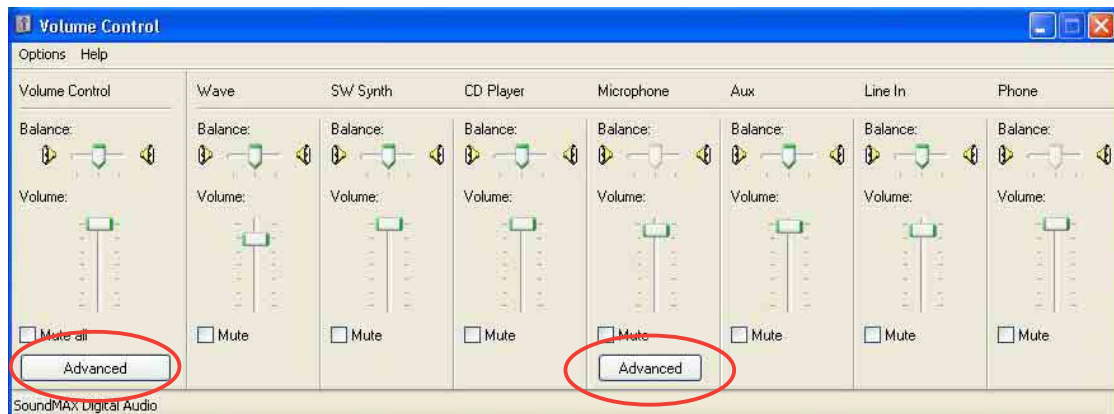 Volume Control
Options Help
Volume Control Wave SW Synth CD Player Microphone Aux Line In Phone
Balance: Balance: Balance: Balance: Balance: Balance: Balance: Balance:
Volume: Volume: Volume: Volume: Volume: Volume: Volume: Volume:
Mute all Mute Mute Mute Mute Mute Mute Mute
Advanced Advanced
SoundMAX Digital Audio